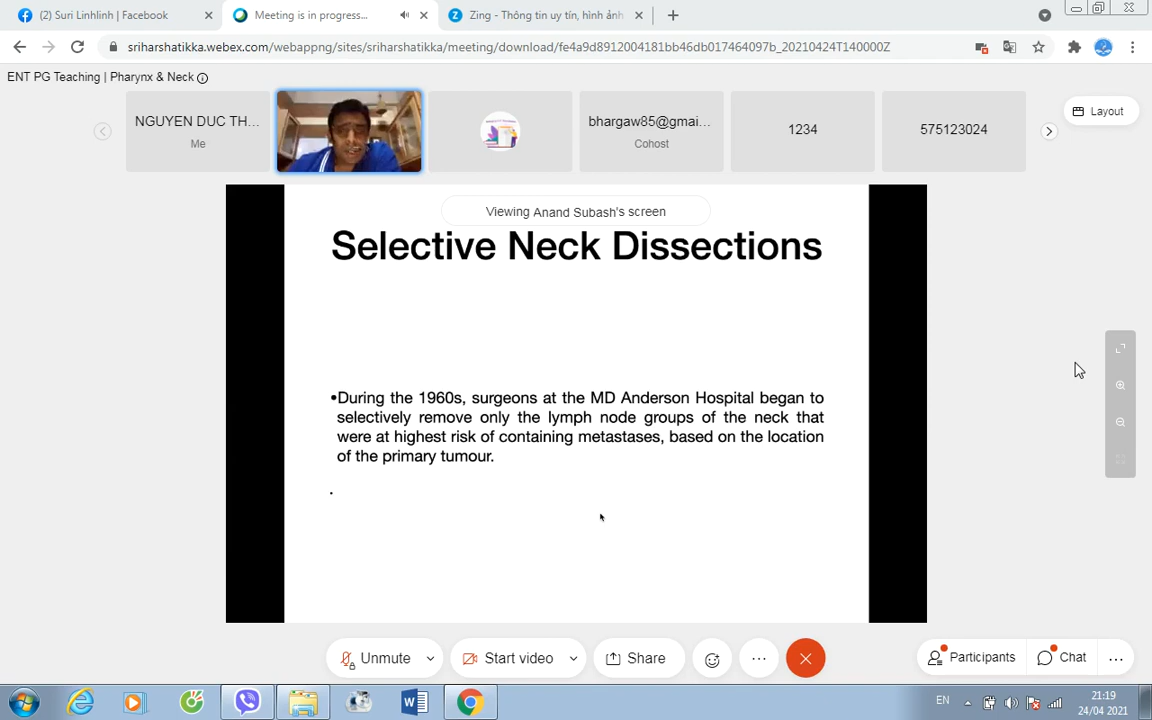 (2) Suri Linhlinh | Facebook
Meeting is in progress...
Zing - Thông tin uy tín, hình ảnh
sriharshatikka.webex.com/webappng/sites/sriharshatikka/meeting/download/fe4a9d8912004181bb46db017464097b_20210424T140000Z
ENT PG Teaching | Pharynx & Neck
NGUYEN DUC TH...
Me
bhargaw85@gmai...
Cohost
1234
575123024
Layout
Viewing Anand Subash's screen
Selective Neck Dissections
•During the 1960s, surgeons at the MD Anderson Hospital began to
selectively remove only the lymph node groups of the neck that
were at highest risk of containing metastases, based on the location
of the primary tumour.
Unmute
Start video
Share
Participants
Chat
EN
21:19
24/04 2021